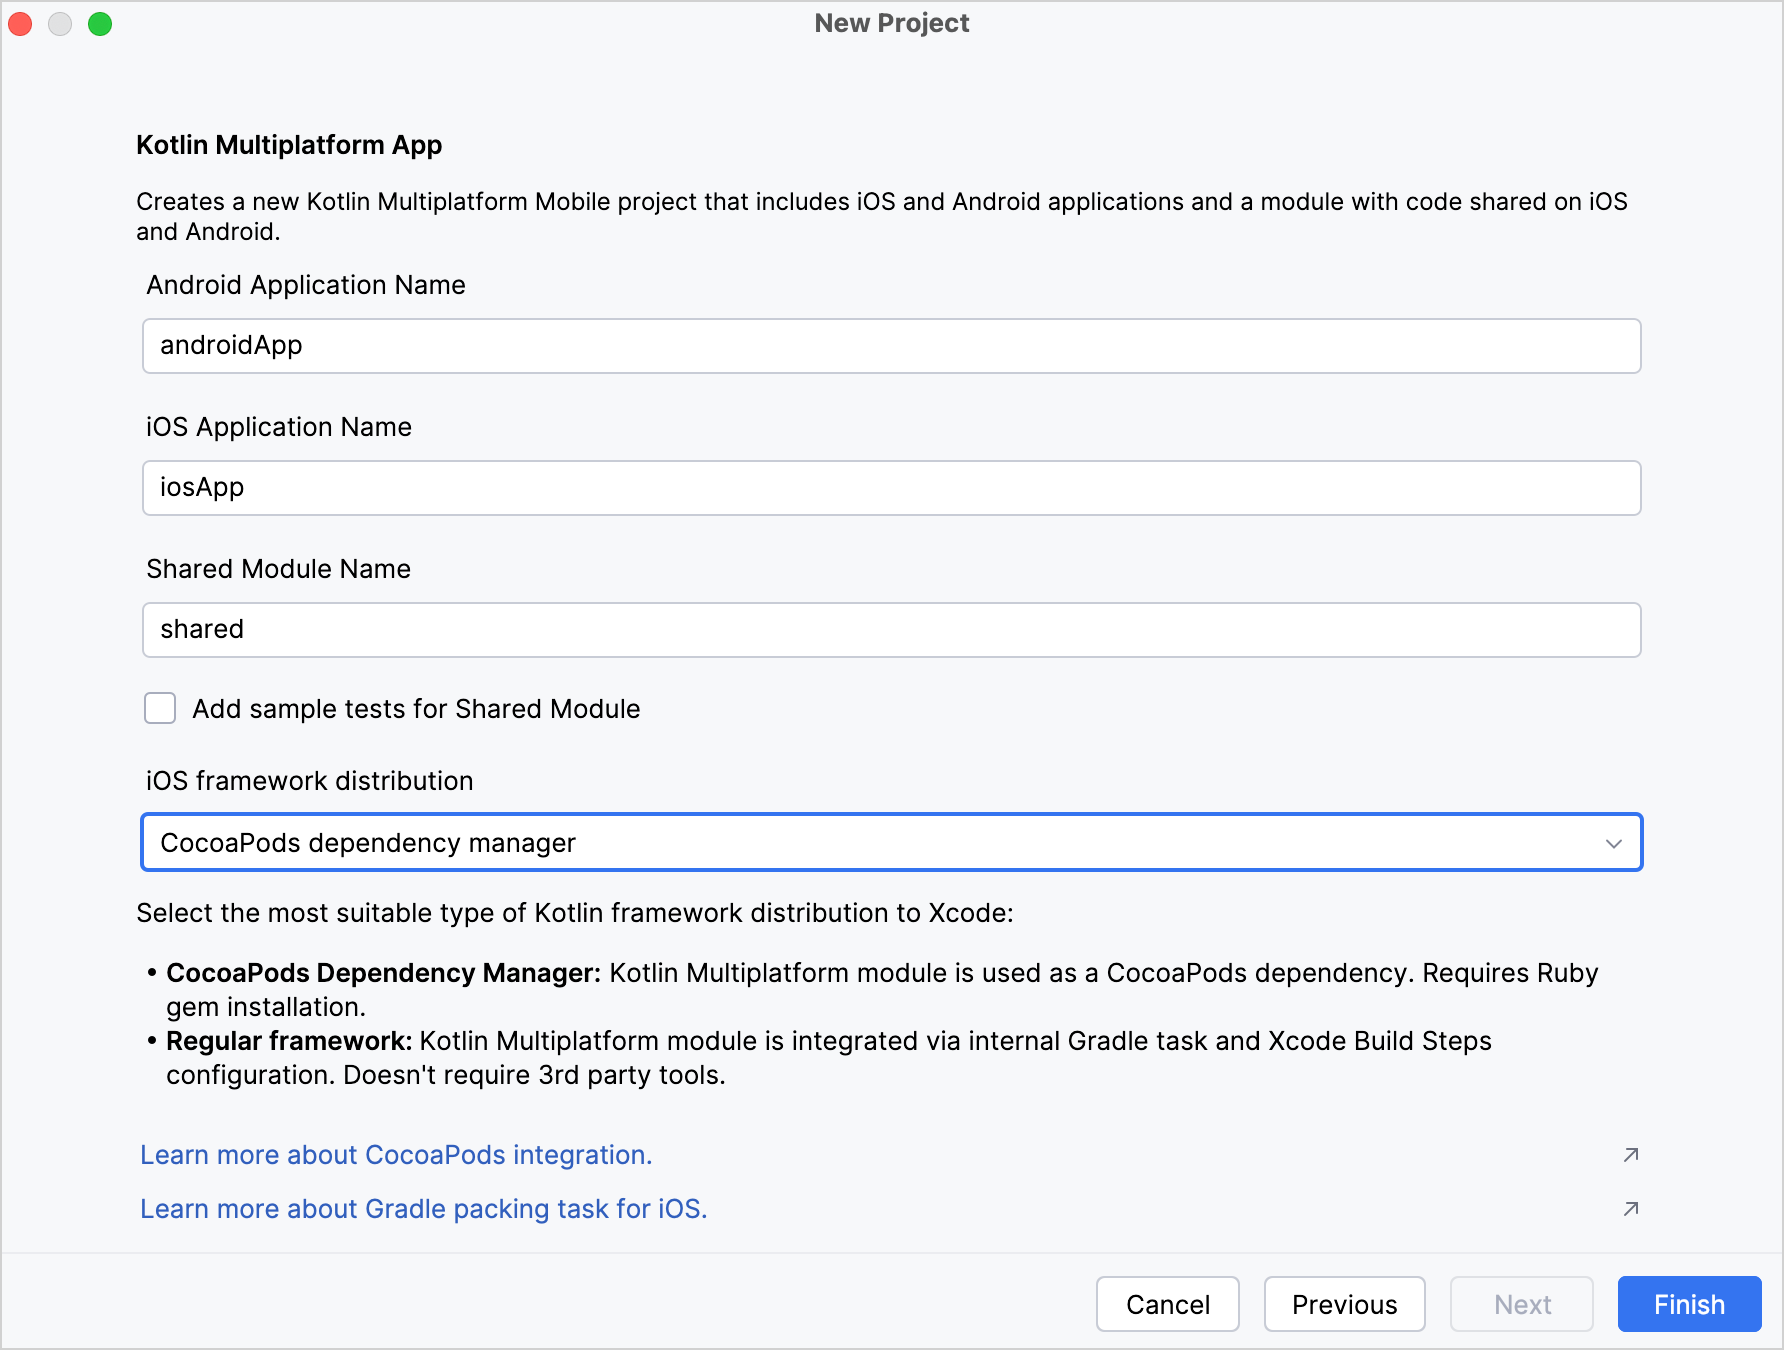 New Project
Kotlin Multiplatform App
Creates a new Kotlin Multiplatform Mobile project that includes iOS and Android applications and a module with code shared on iOS
and Android.
Android Application Name
androidApp
iOS Application Name
iosApp
Shared Module Name
shared
Add sample tests for Shared Module
iOS framework distribution
CocoaPods dependency manager
Select the most suitable type of Kotlin framework distribution to Xcode:
• CocoaPods Dependency Manager: Kotlin Multiplatform module is used as a CocoaPods dependency. Requires Ruby
gem installation.
• Regular framework: Kotlin Multiplatform module is integrated via internal Gradle task and Xcode Build Steps
configuration. Doesn't require 3rd party tools.
Learn more about CocoaPods integration.
Learn more about Gradle packing task for iOS.
Cancel Previous Next Finish